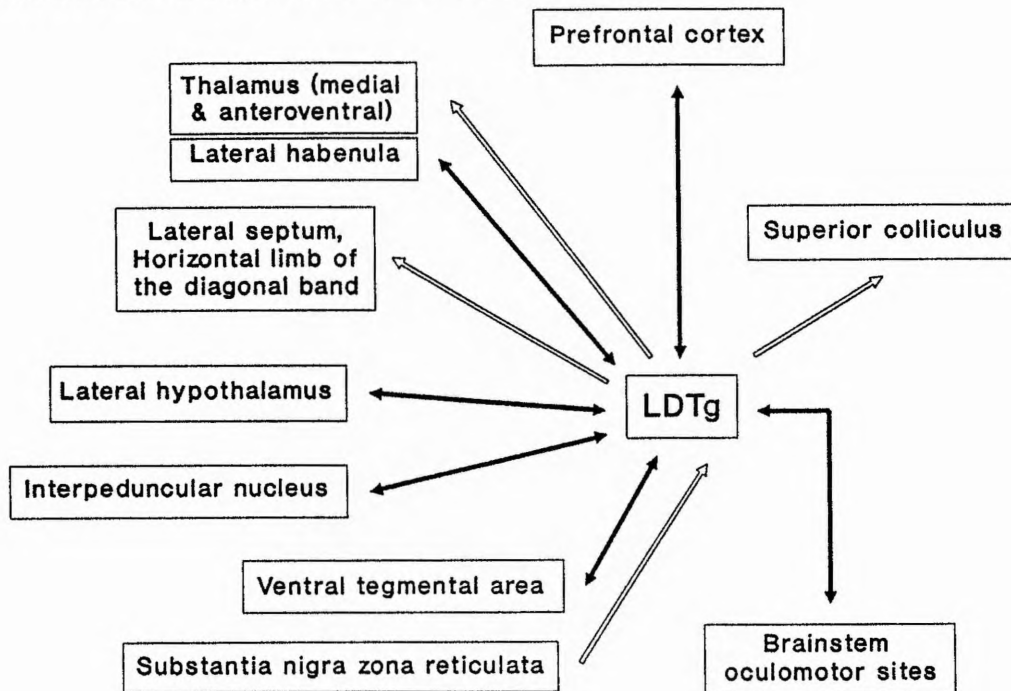 Prefrontal cortex
Thalamus (medial
& anteroventral)
Lateral habenula
Lateral septum,
Horizontal limb of
the diagonal band
Superior colliculus
Lateral hypothalamus
LDTg
Interpeduncular nucleus
Ventral tegmental area
Substantia nigra zona reticulata
Brainstem
oculomotor sites